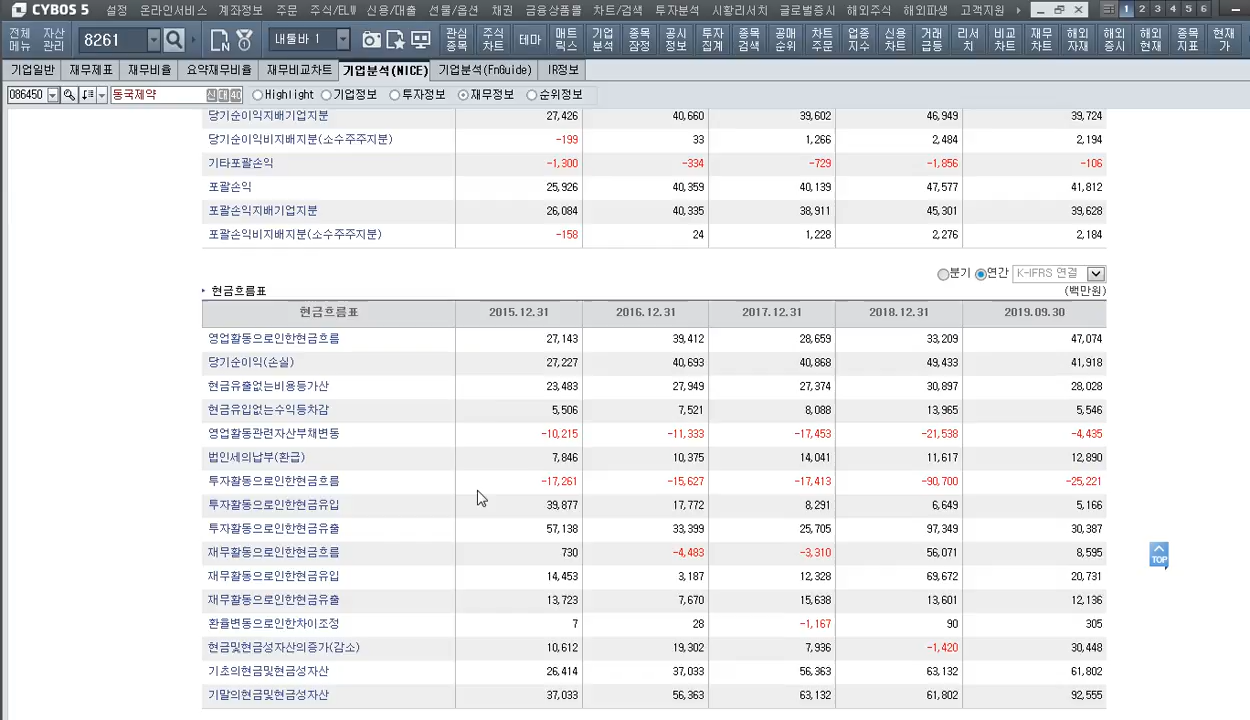 CYBOS 5 설정 온라인서비스 계좌정보 주문 주식/ELW 신용/대출 선물/옵션 채권 금융상품몰 차트/검색 투자분석 시황리서치 글로벌증시 해외주식 해외파생 고객지원 1 2 3 4 5 6
전체메뉴 자산관리 8261 내툴바 1 관심종목 주식차트 테마 매트릭스 기업분석 종목잠정 공시정보 투자집계 종목검색 공매순위 차트주문 업종지수 신용차트 거래급등 리서치 비교차트 재무차트 해외자재 해외증시 해외현재 종목지표 현재가
기업일반 재무제표 재무비율 요약재무비율 재무비교차트 기업분석(NICE) 기업분석(FnGuide) IR정보
086450 동국제약 신 대 40 Highlight 기업정보 투자정보 재무정보 순위정보
당기순이익지배기업지분 27,426 40,660 39,602 46,949 39,724
당기순이익비지배지분(소수주주지분) -199 33 1,266 2,484 2,194
기타포괄손익 -1,300 -334 -729 -1,856 -106
포괄손익 25,926 40,359 40,139 47,577 41,812
포괄손익지배기업지분 26,084 40,335 38,911 45,301 39,628
포괄손익비지배지분(소수주주지분) -158 24 1,228 2,276 2,184
분기 연간 K-IFRS 연결
현금흐름표 (백만원)
현금흐름표 2015.12.31 2016.12.31 2017.12.31 2018.12.31 2019.09.30
영업활동으로인한현금흐름 27,143 39,412 28,659 33,209 47,074
당기순이익(손실) 27,227 40,693 40,868 49,433 41,918
현금유출없는비용등가산 23,483 27,949 27,374 30,897 28,028
현금유입없는수익등차감 5,506 7,521 8,088 13,965 5,546
영업활동관련자산부채변동 -10,215 -11,333 -17,453 -21,538 -4,435
법인세의납부(환급) 7,846 10,375 14,041 11,617 12,890
투자활동으로인한현금흐름 -17,261 -15,627 -17,413 -90,700 -25,221
투자활동으로인한현금유입 39,877 17,772 8,291 6,649 5,166
투자활동으로인한현금유출 57,138 33,399 25,705 97,349 30,387
재무활동으로인한현금흐름 730 -4,483 -3,310 56,071 8,595
재무활동으로인한현금유입 14,453 3,187 12,328 69,672 20,731
재무활동으로인한현금유출 13,723 7,670 15,638 13,601 12,136
환율변동으로인한차이조정 7 28 -1,167 90 305
현금및현금성자산의증가(감소) 10,612 19,302 7,936 -1,420 30,448
기초의현금및현금성자산 26,414 37,033 56,363 63,132 61,802
기말의현금및현금성자산 37,033 56,363 63,132 61,802 92,555
TOP